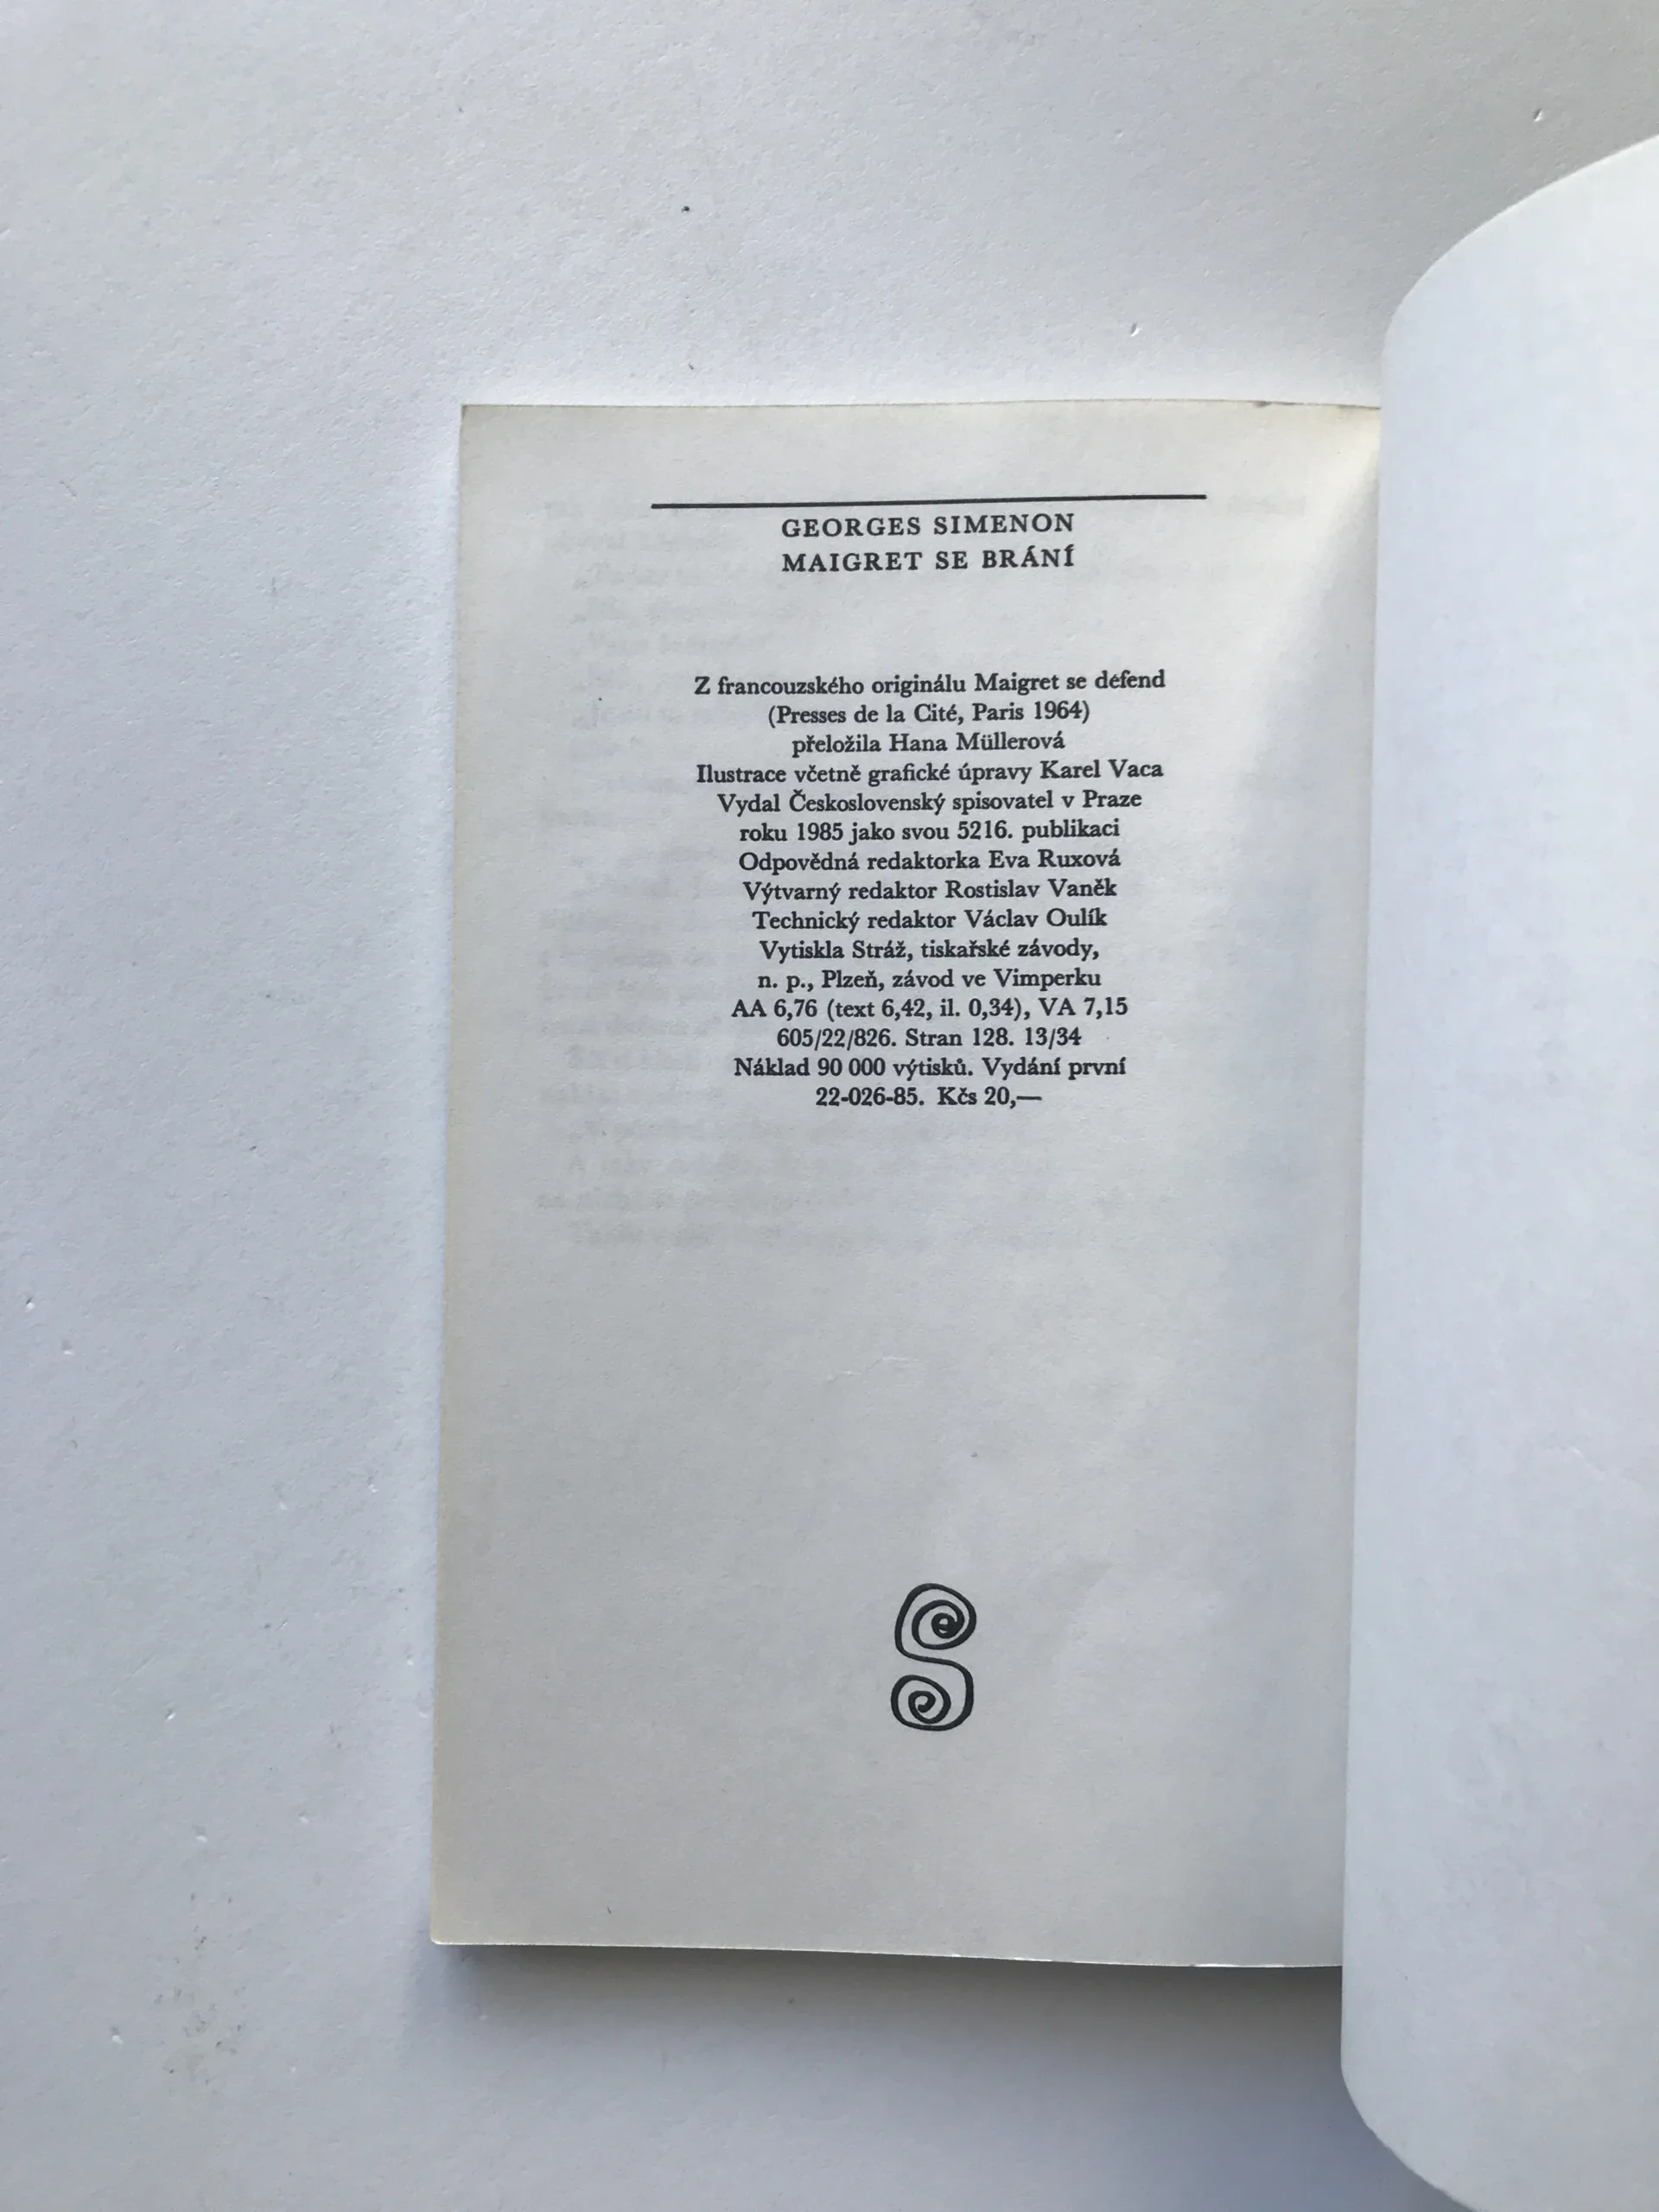 GEORGES SIMENON
MAIGRET SE BRÁNÍ
Z francouzského originálu Maigret se défend
(Presses de la Cité, Paris 1964)
přeložila Hana Müllerová
Ilustrace včetně grafické úpravy Karel Vaca
Vydal Československý spisovatel v Praze
roku 1985 jako svou 5216. publikaci
Odpovědná redaktorka Eva Ruxová
Výtvarný redaktor Rostislav Vaněk
Technický redaktor Václav Oulík
Vytiskla Stráž, tiskařské závody,
n. p., Plzeň, závod ve Vimperku
AA 6,76 (text 6,42, il. 0,34), VA 7,15
605/22/826. Stran 128. 13/34
Náklad 90 000 výtisků. Vydání první
22-026-85. Kčs 20,—